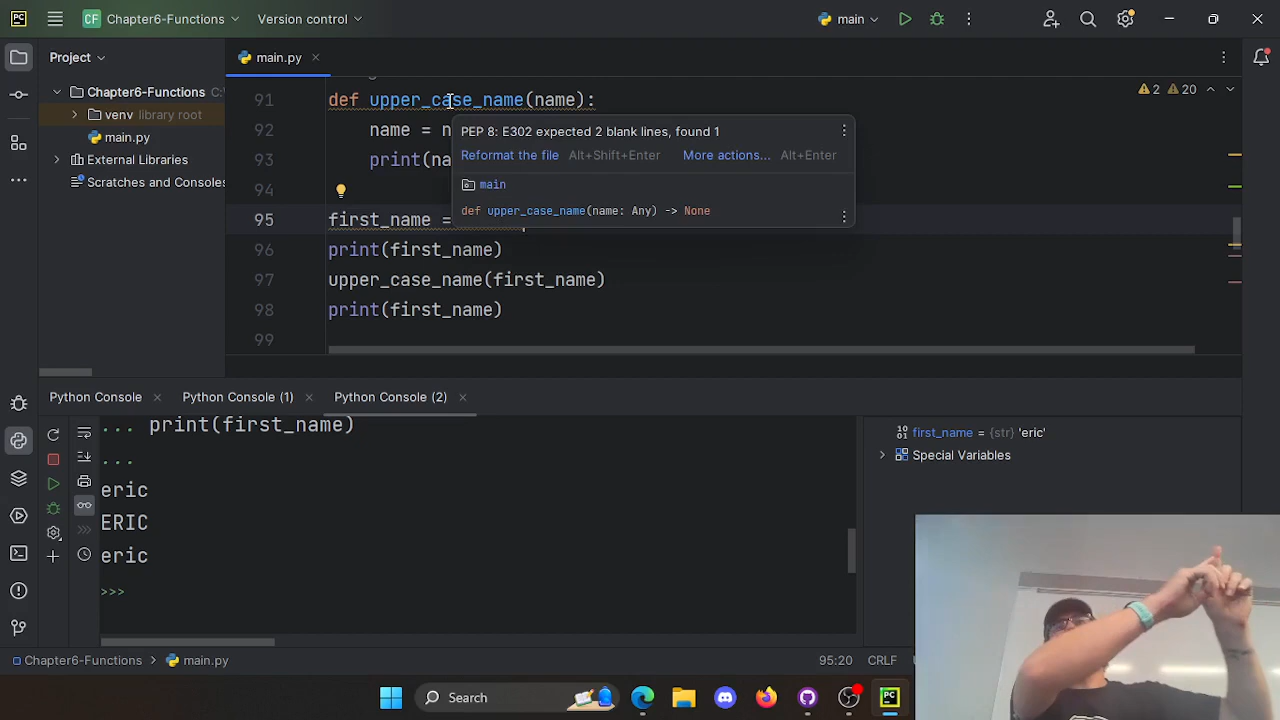 PC
CF Chapter6-Functions
Version control
main
Project
main.py
Chapter6-Functions C:\
venv library root
main.py
External Libraries
Scratches and Consoles
91 def upper_case_name(name):
2 20
92 name = n
93 print(na
94
95 first_name =
96 print(first_name)
97 upper_case_name(first_name)
98 print(first_name)
99
PEP 8: E302 expected 2 blank lines, found 1
Reformat the file Alt+Shift+Enter More actions... Alt+Enter
main
def upper_case_name(name: Any) -> None
Python Console
Python Console (1)
Python Console (2)
... print(first_name)
...
eric
ERIC
eric
>>>
10
01 first_name = {str} 'eric'
Special Variables
Chapter6-Functions > main.py
95:20 CRLF
Search
PC